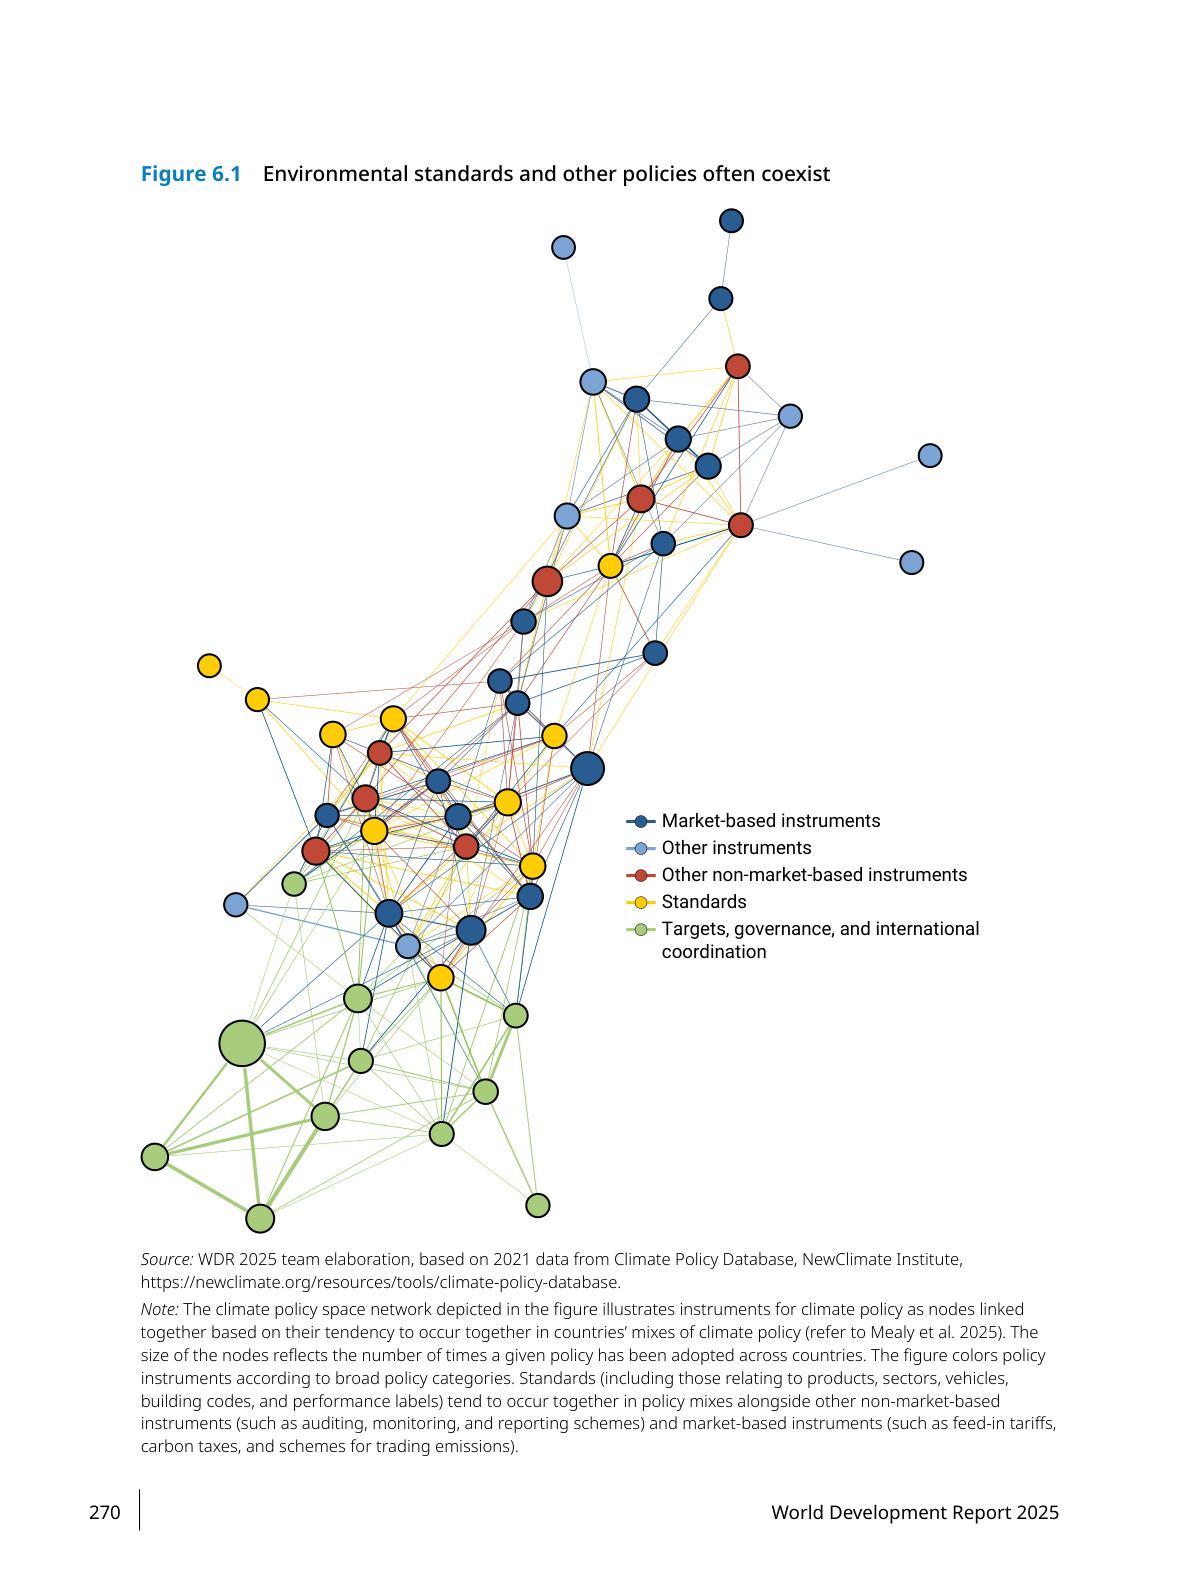 Figure 6.1 Environmental standards and other policies often coexist
Market-based instruments
Other instruments
Other non-market-based instruments
Standards
Targets, governance, and international
coordination
Source: WDR 2025 team elaboration, based on 2021 data from Climate Policy Database, NewClimate Institute,
https://newclimate.org/resources/tools/climate-policy-database.
Note: The climate policy space network depicted in the figure illustrates instruments for climate policy as nodes linked
together based on their tendency to occur together in countries’ mixes of climate policy (refer to Mealy et al. 2025). The
size of the nodes reflects the number of times a given policy has been adopted across countries. The figure colors policy
instruments according to broad policy categories. Standards (including those relating to products, sectors, vehicles,
building codes, and performance labels) tend to occur together in policy mixes alongside other non-market-based
instruments (such as auditing, monitoring, and reporting schemes) and market-based instruments (such as feed-in tariffs,
carbon taxes, and schemes for trading emissions).
270
World Development Report 2025